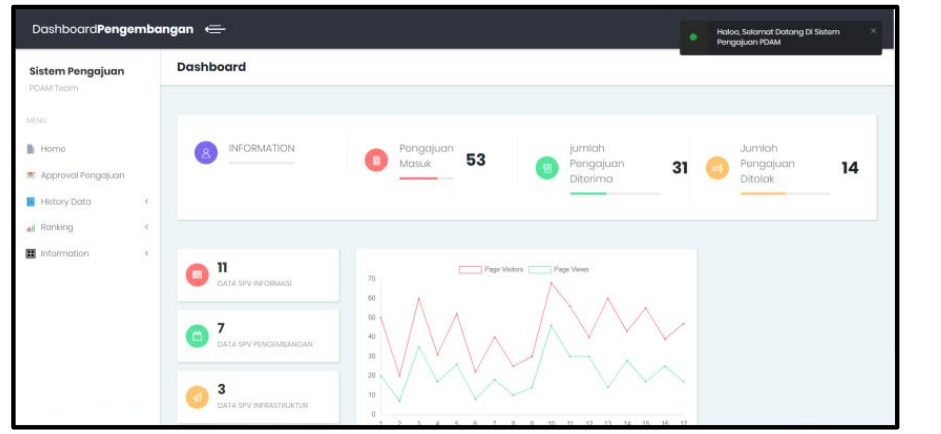 DashboardPengembangan
Haloo, Selamat Datang Di Sistem
Pengajuan PDAM
Sistem Pengajuan
PDAM Team
Dashboard
MENU
Home
Approval Pengajuan
History Data
Ranking
Information
INFORMATION
Pengajuan
Masuk
53
jumlah
Pengajuan
Diterima
31
Jumlah
Pengajuan
Ditolak
14
11
DATA SPV INFORMASI
7
DATA SPV PENGEMBANGAN
3
DATA SPV INFRASTRUKTUR
Page Visitors Page Views
70
60
50
40
30
20
10
0
1 2 3 4 5 6 7 8 9 10 11 12 13 14 15 16 17